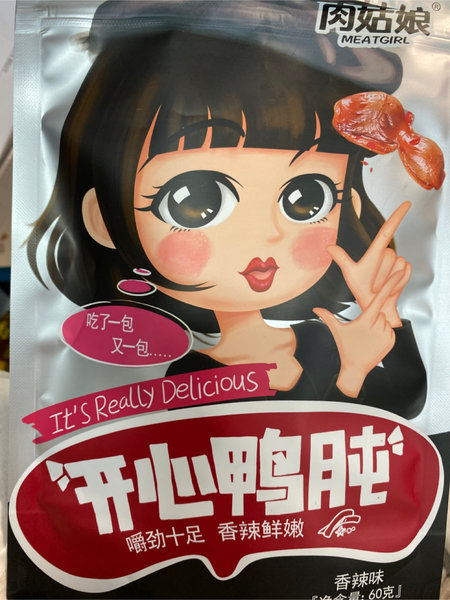 肉姑娘®
MEATGIRL
吃了一包
又一包.....
It's Really Delicious
开心鸭肫
嚼劲十足 香辣鲜嫩
香辣味
『净含量:60克』